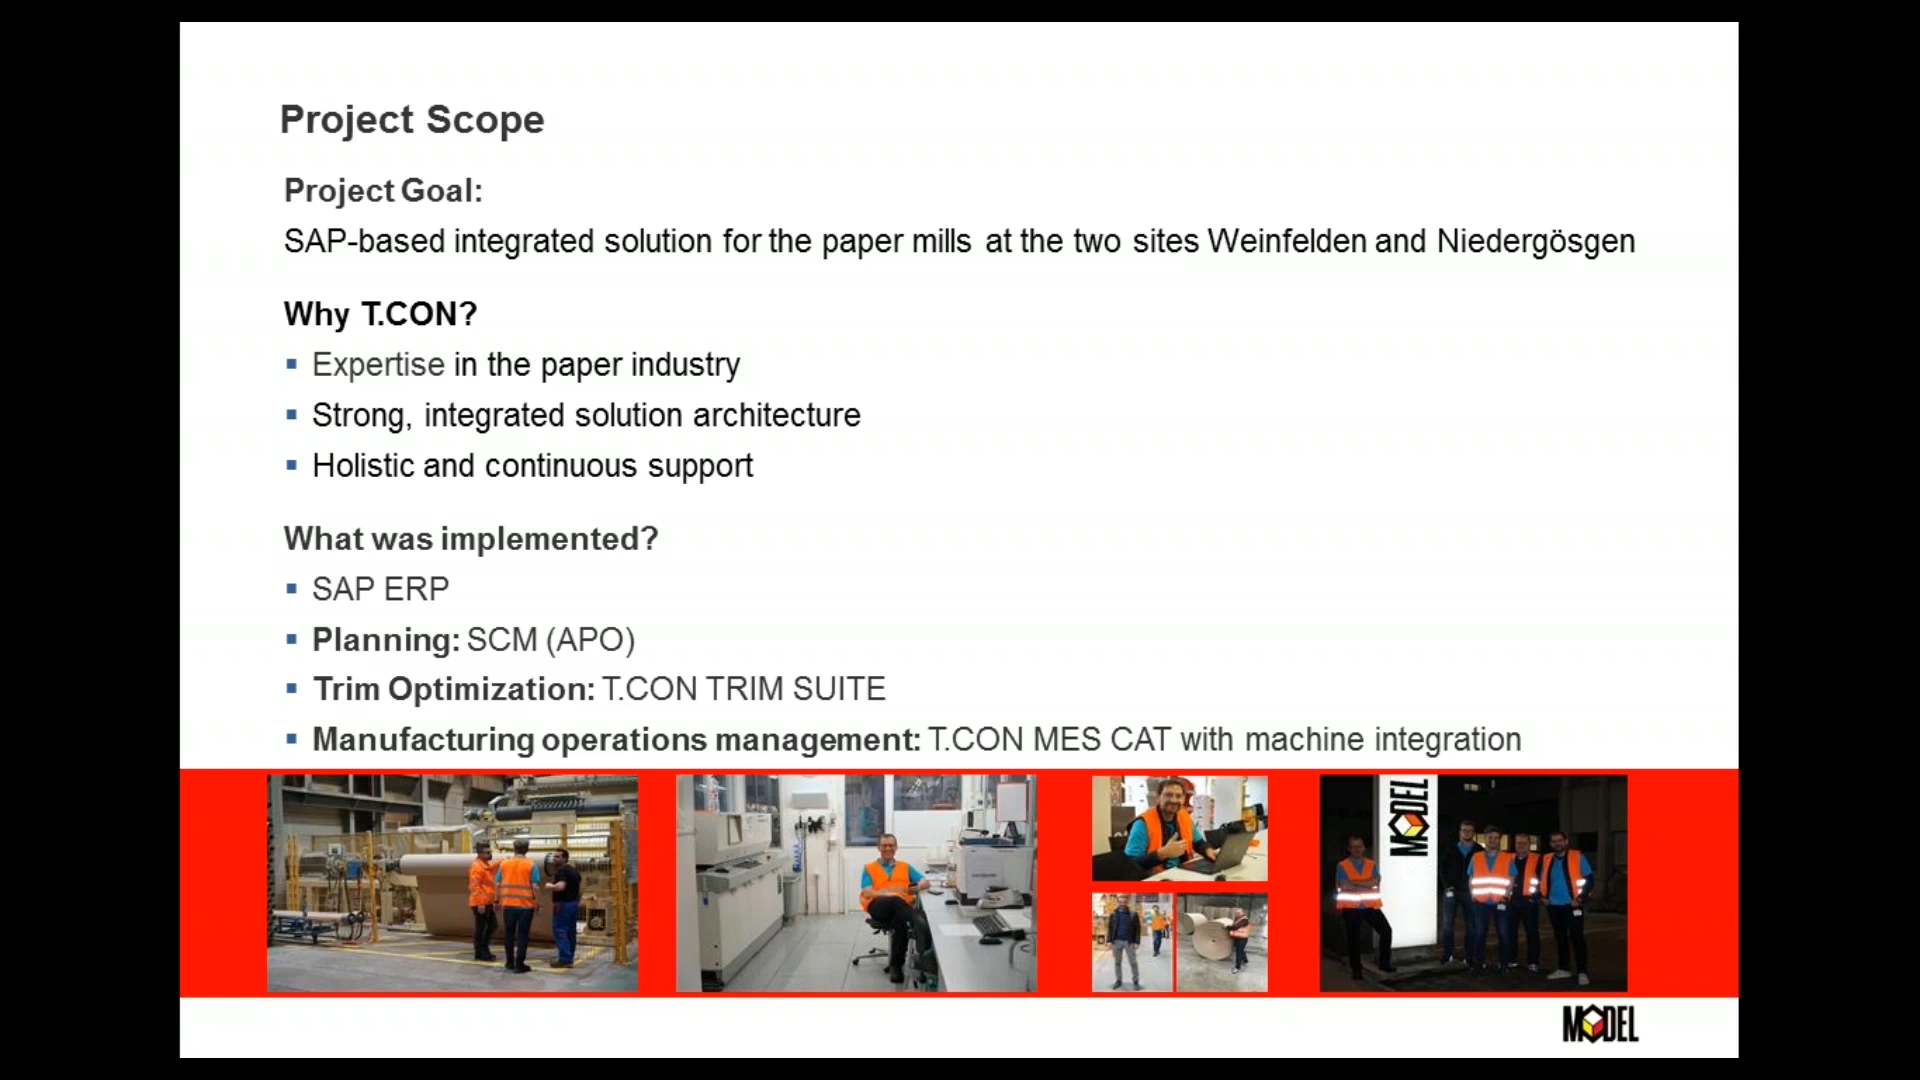 Project Scope
Project Goal:
SAP-based integrated solution for the paper mills at the two sites Weinfelden and Niedergösgen
Why T.CON?
▪ Expertise in the paper industry
▪ Strong, integrated solution architecture
▪ Holistic and continuous support
What was implemented?
▪ SAP ERP
▪ Planning: SCM (APO)
▪ Trim Optimization: T.CON TRIM SUITE
▪ Manufacturing operations management: T.CON MES CAT with machine integration
MODEL
MODEL